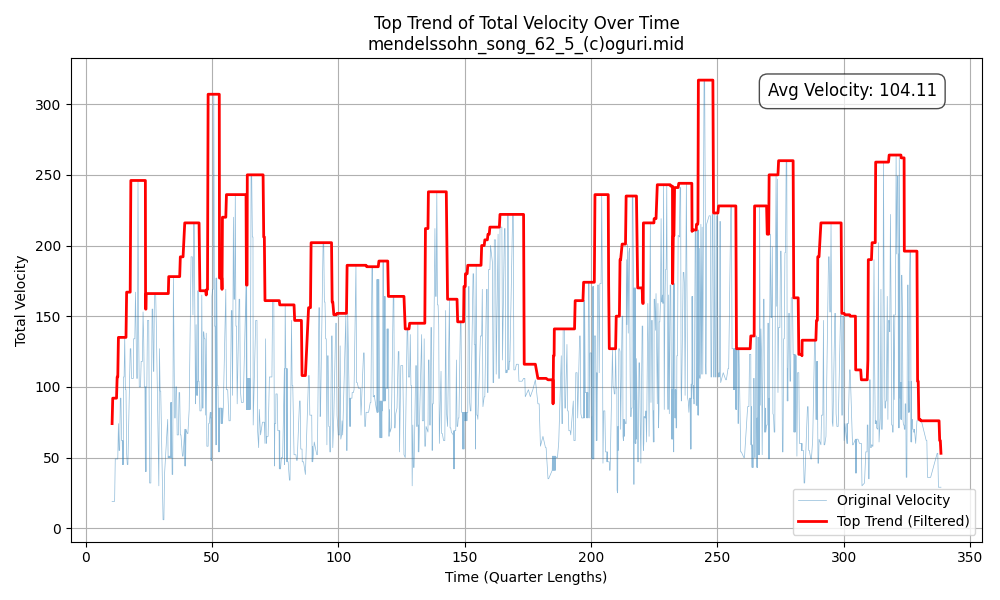 Top Trend of Total Velocity Over Time
mendelssohn_song_62_5_(c)oguri.mid
Avg Velocity: 104.11
Total Velocity
300
250
200
150
100
50
0
0 50 100 150 200 250 300 350
Time (Quarter Lengths)
Original Velocity
Top Trend (Filtered)